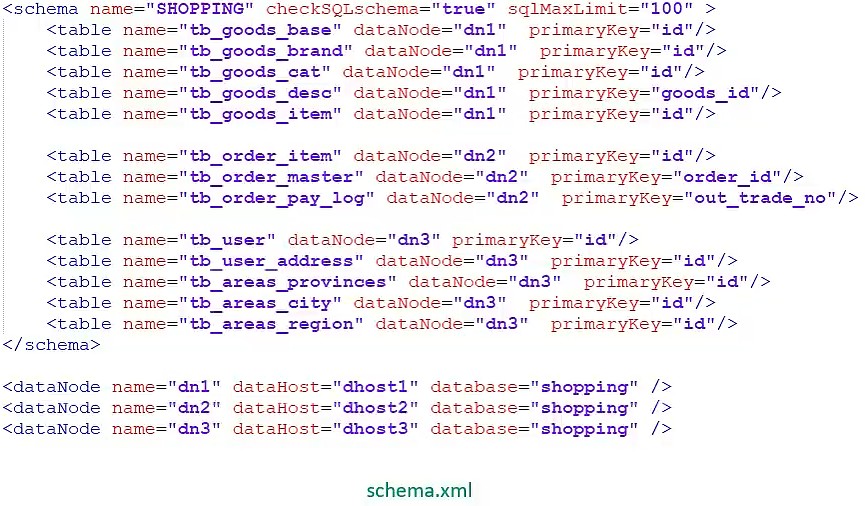 <schema name="SHOPPING" checkSQLschema="true" sqlMaxLimit="100" >
<table name="tb_goods_base" dataNode="dn1" primaryKey="id"/>
<table name="tb_goods_brand" dataNode="dn1" primaryKey="id"/>
<table name="tb_goods_cat" dataNode="dn1" primaryKey="id"/>
<table name="tb_goods_desc" dataNode="dn1" primaryKey="goods_id"/>
<table name="tb_goods_item" dataNode="dn1" primaryKey="id"/>
<table name="tb_order_item" dataNode="dn2" primaryKey="id"/>
<table name="tb_order_master" dataNode="dn2" primaryKey="order_id"/>
<table name="tb_order_pay_log" dataNode="dn2" primaryKey="out_trade_no"/>
<table name="tb_user" dataNode="dn3" primaryKey="id"/>
<table name="tb_user_address" dataNode="dn3" primaryKey="id"/>
<table name="tb_areas_provinces" dataNode="dn3" primaryKey="id"/>
<table name="tb_areas_city" dataNode="dn3" primaryKey="id"/>
<table name="tb_areas_region" dataNode="dn3" primaryKey="id"/>
</schema>
<dataNode name="dn1" dataHost="dhost1" database="shopping" />
<dataNode name="dn2" dataHost="dhost2" database="shopping" />
<dataNode name="dn3" dataHost="dhost3" database="shopping" />
schema.xml